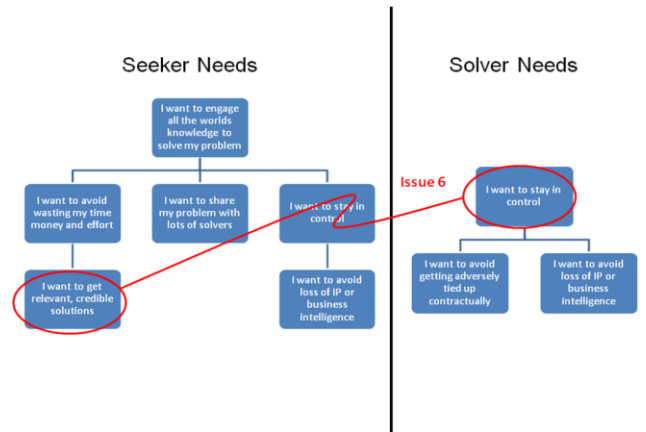 Seeker Needs
Solver Needs
I want to engage
all the worlds
knowledge to
solve my problem
I want to avoid
wasting my time
money and effort
I want to share
my problem with
lots of solvers
I want to stay in
control
Issue 6
I want to stay in
control
I want to get
relevant, credible
solutions
I want to avoid
loss of IP or
business
intelligence
I want to avoid
getting adversely
tied up
contractually
I want to avoid
loss of IP or
business
intelligence